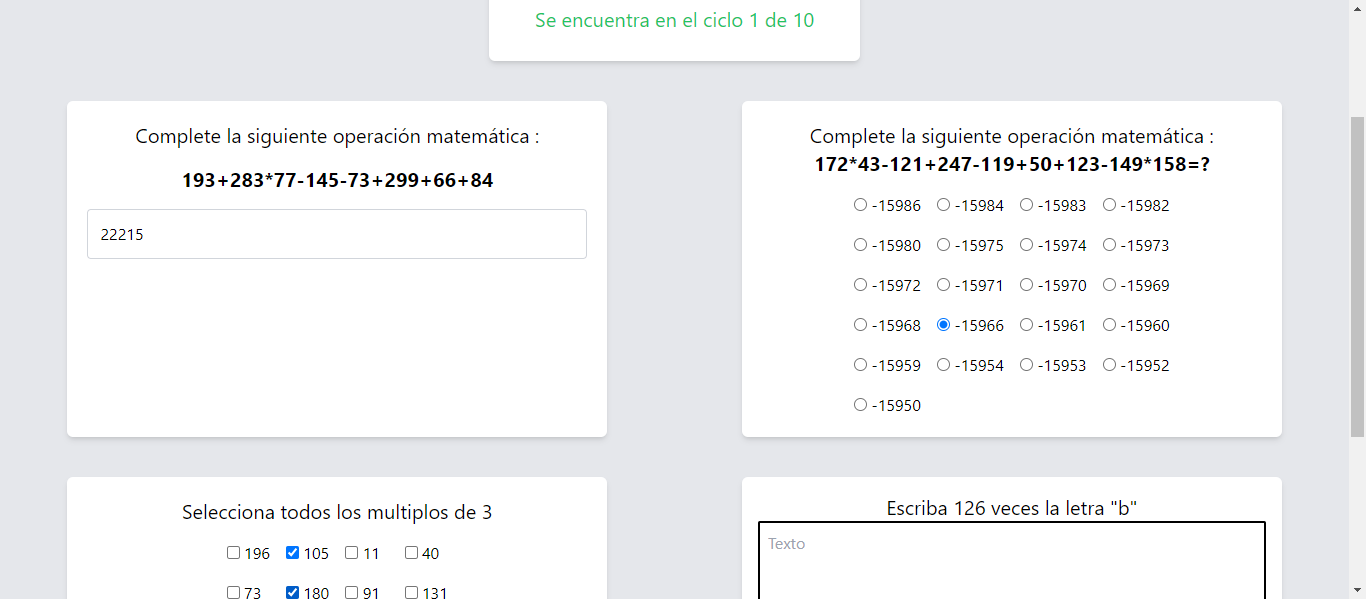 Se encuentra en el ciclo 1 de 10
Complete la siguiente operación matemática :
193+283*77-145-73+299+66+84
22215
Complete la siguiente operación matemática :
172*43-121+247-119+50+123-149*158=?
-15986 -15984 -15983 -15982
-15980 -15975 -15974 -15973
-15972 -15971 -15970 -15969
-15968 -15966 -15961 -15960
-15959 -15954 -15953 -15952
-15950
Selecciona todos los multiplos de 3
196 105 11 40
73 180 91 131
Escriba 126 veces la letra "b"
Texto